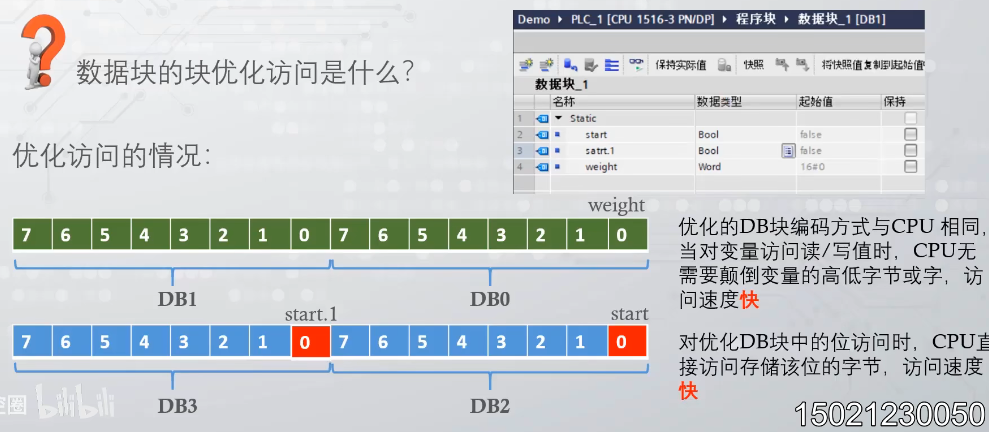 数据块的块优化访问是什么？
Demo ▸ PLC_1 [CPU 1516-3 PN/DP] ▸ 程序块 ▸ 数据块_1 [DB1]
保持实际值 快照 将快照值复制到起始值
数据块_1
名称 数据类型 起始值 保持
1 Static
2 start Bool false
3 satrt.1 Bool false
4 weight Word 16#0
优化访问的情况：
weight
7 6 5 4 3 2 1 0 7 6 5 4 3 2 1 0
DB1 DB0
start.1 start
7 6 5 4 3 2 1 0 7 6 5 4 3 2 1 0
DB3 DB2
优化的DB块编码方式与CPU 相同，
当对变量访问读/写值时，CPU无
需要颠倒变量的高低字节或字，访
问速度快
对优化DB块中的位访问时，CPU直
接访问存储该位的字节，访问速度
快
圈 bilibili
15021230050